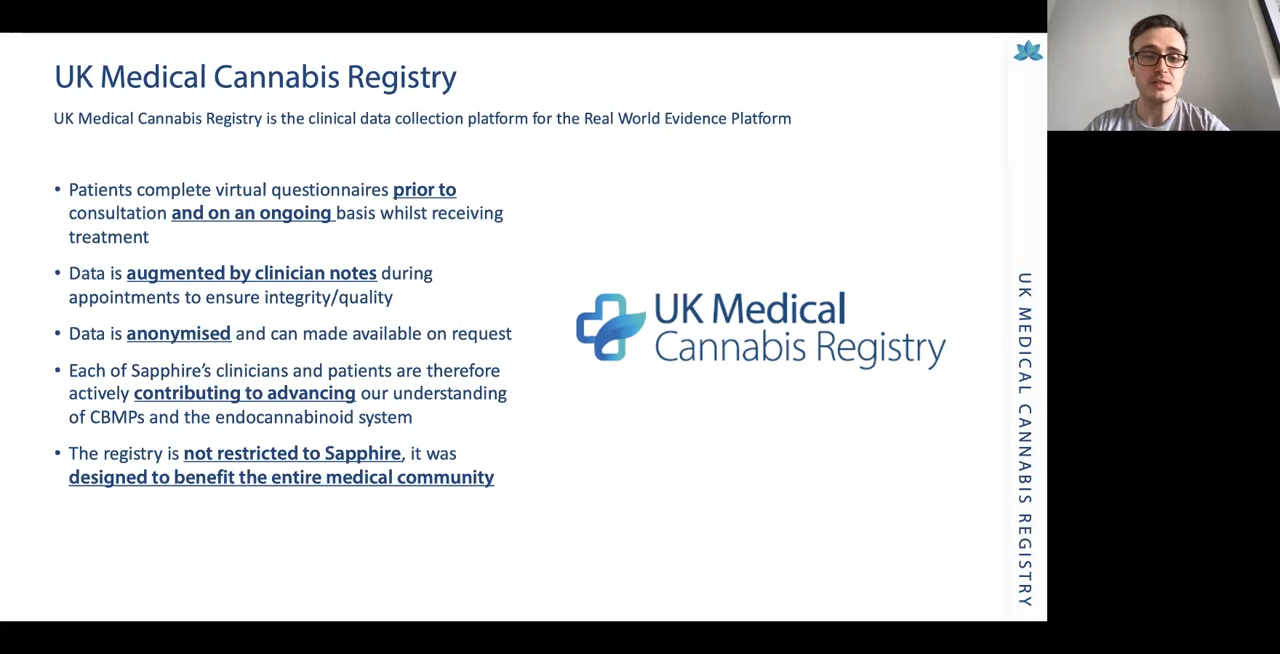 UK Medical Cannabis Registry
UK Medical Cannabis Registry is the clinical data collection platform for the Real World Evidence Platform
• Patients complete virtual questionnaires prior to
consultation and on an ongoing basis whilst receiving
treatment
• Data is augmented by clinician notes during
appointments to ensure integrity/quality
• Data is anonymised and can made available on request
• Each of Sapphire’s clinicians and patients are therefore
actively contributing to advancing our understanding
of CBMPs and the endocannabinoid system
• The registry is not restricted to Sapphire, it was
designed to benefit the entire medical community
UK Medical
Cannabis Registry
UK MEDICAL CANNABIS REGISTRY